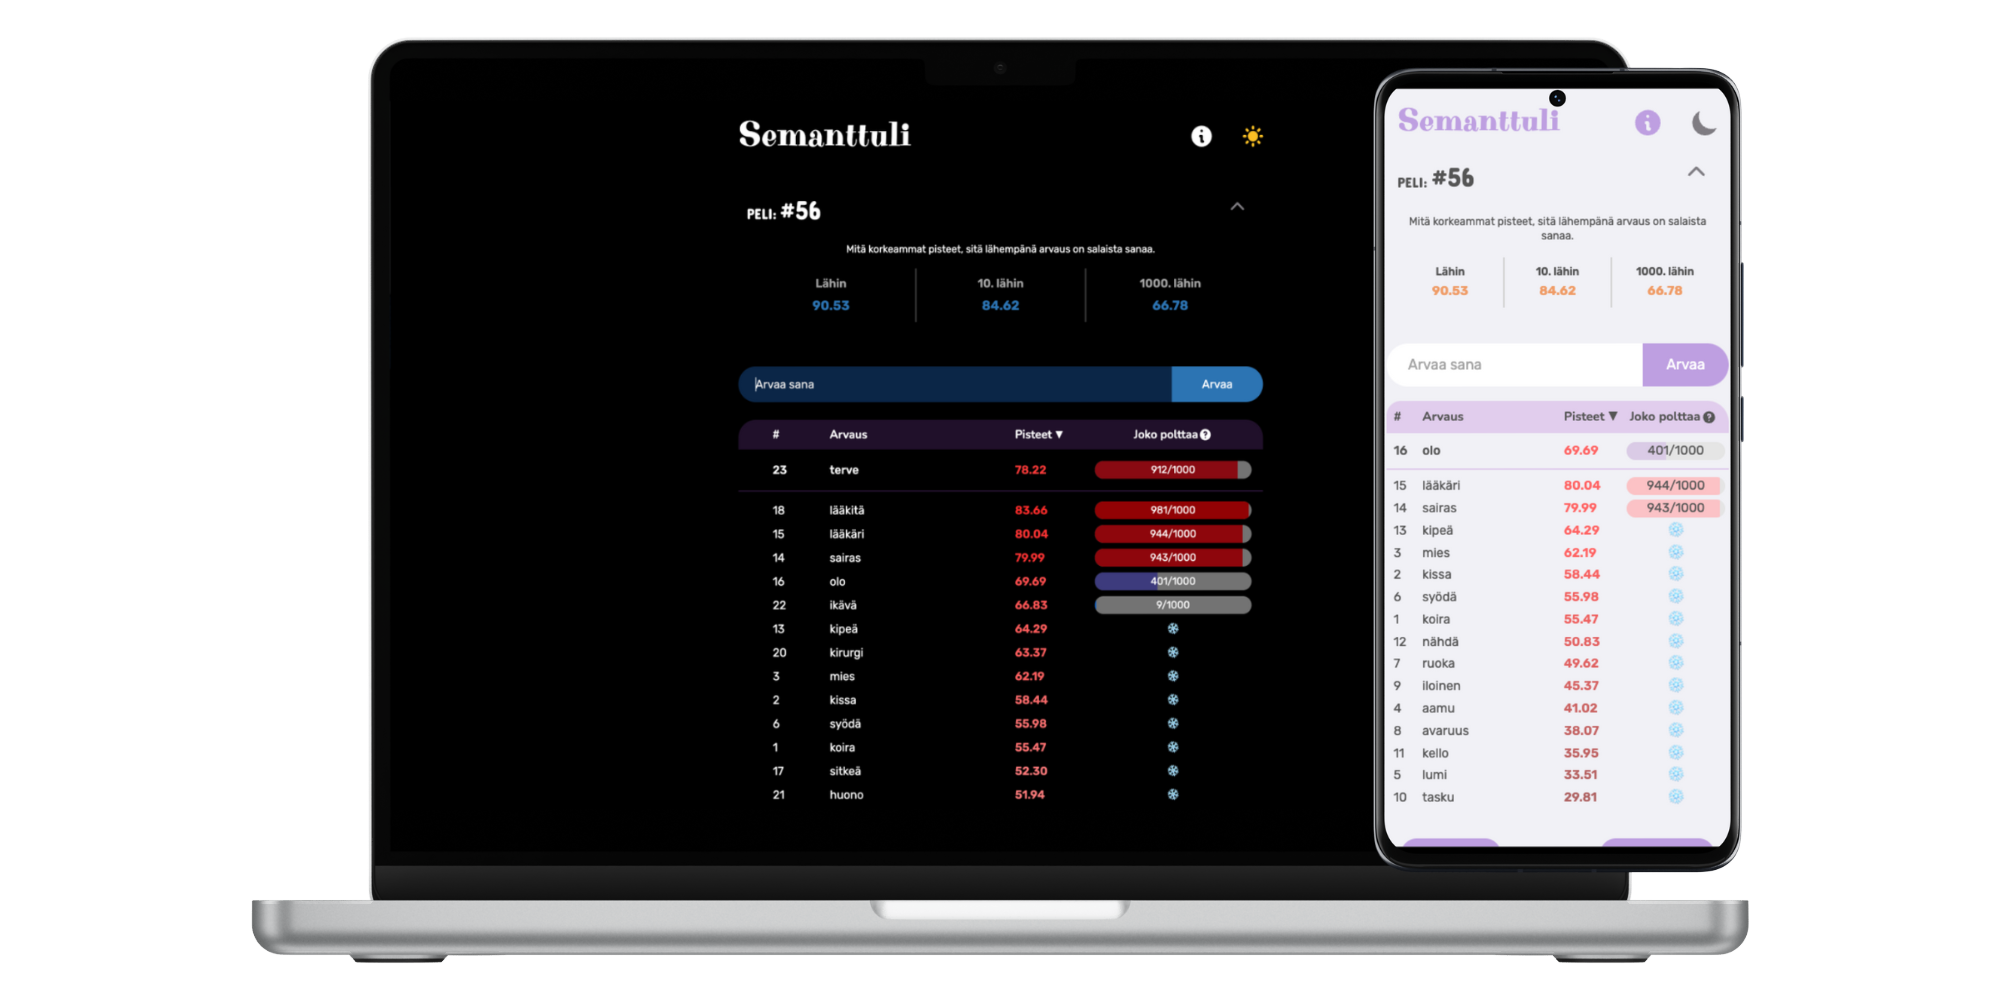 Semanttuli
PELI: #56
Mitä korkeammat pisteet, sitä lähempänä arvaus on salaista sanaa.
Lähin 10. lähin 1000. lähin
90.53 84.62 66.78
Arvaa sana Arvaa
# Arvaus Pisteet ▼ Joko polttaa ?
23 terve 78.22 912/1000
18 lääkitä 83.66 981/1000
15 lääkäri 80.04 944/1000
14 sairas 79.99 943/1000
16 olo 69.69 401/1000
22 ikävä 66.83 9/1000
13 kipeä 64.29
20 kirurgi 63.37
3 mies 62.19
2 kissa 58.44
6 syödä 55.98
1 koira 55.47
17 sitkeä 52.30
21 huono 51.94
Semanttuli
PELI: #56
Mitä korkeammat pisteet, sitä lähempänä arvaus on salaista
sanaa.
Lähin 10. lähin 1000. lähin
90.53 84.62 66.78
Arvaa sana Arvaa
# Arvaus Pisteet ▼ Joko polttaa ?
16 olo 69.69 401/1000
15 lääkäri 80.04 944/1000
14 sairas 79.99 943/1000
13 kipeä 64.29
3 mies 62.19
2 kissa 58.44
6 syödä 55.98
1 koira 55.47
12 nähdä 50.83
7 ruoka 49.62
9 iloinen 45.37
4 aamu 41.02
8 avaruus 38.07
11 kello 35.95
5 lumi 33.51
10 tasku 29.81